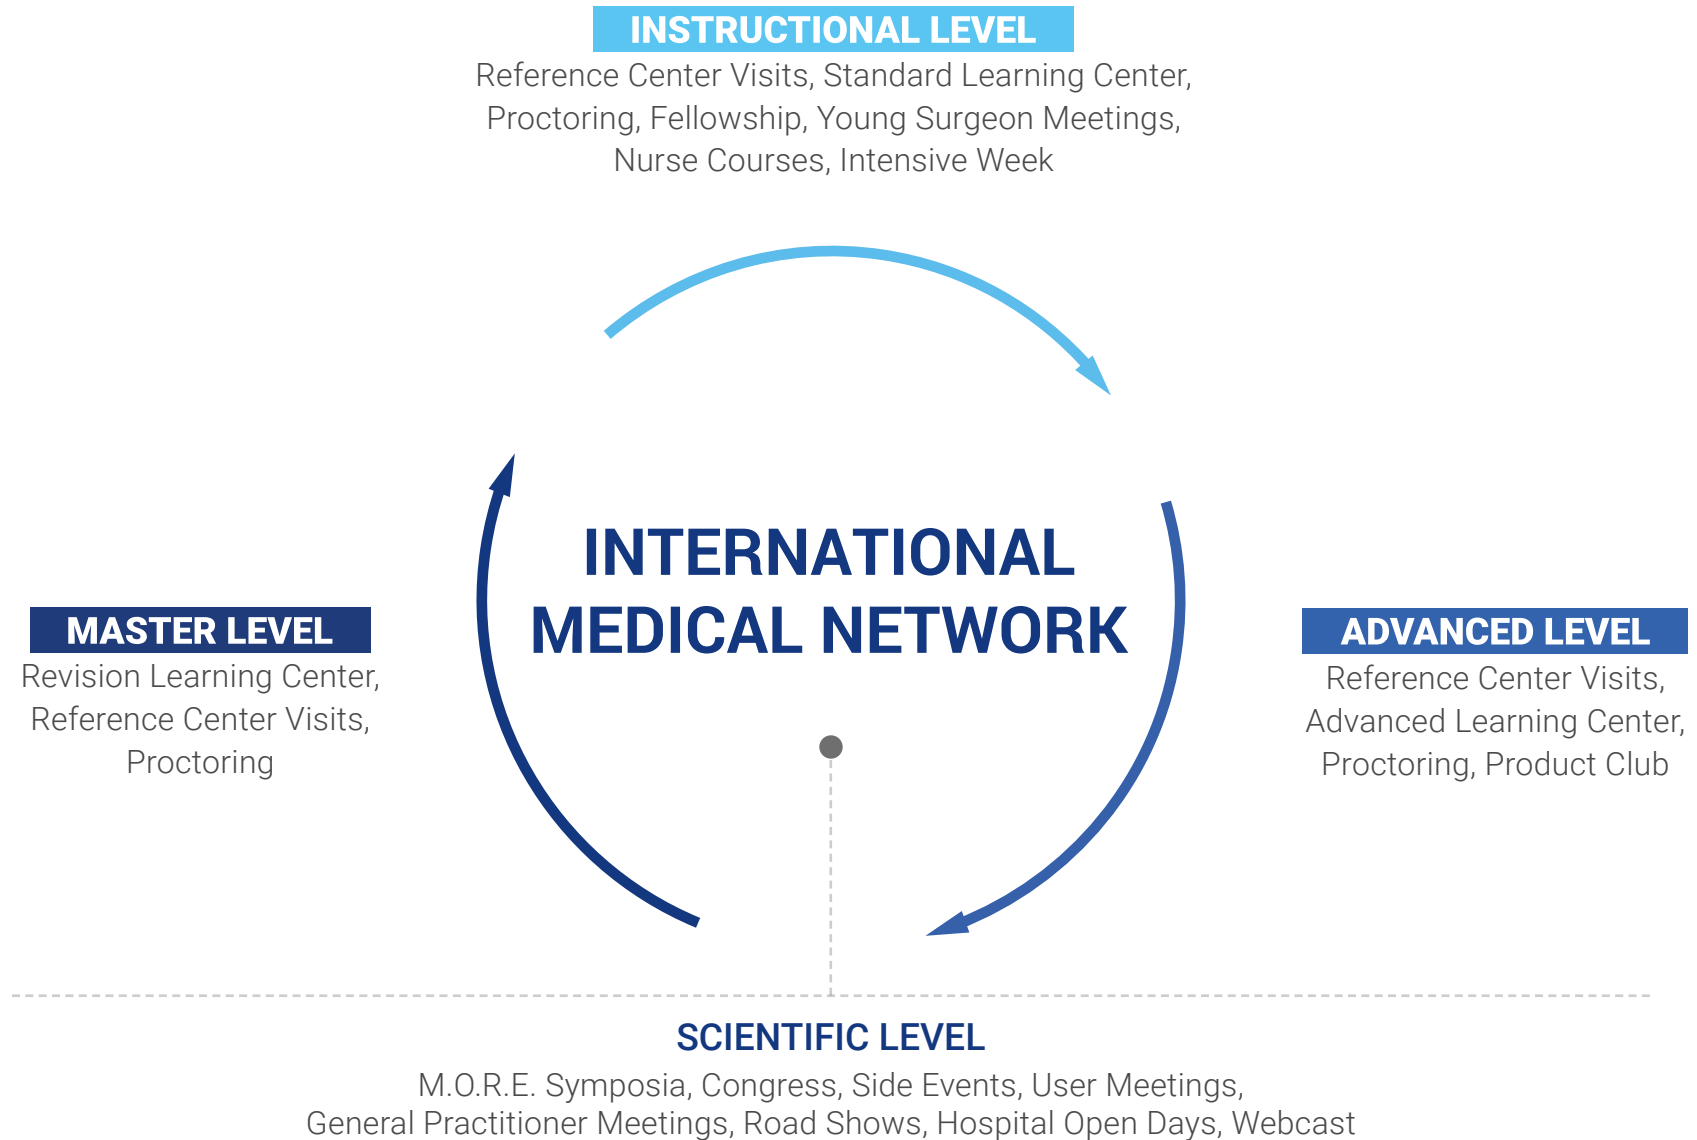 INSTRUCTIONAL LEVEL
Reference Center Visits, Standard Learning Center,
Proctoring, Fellowship, Young Surgeon Meetings,
Nurse Courses, Intensive Week
INTERNATIONAL
MEDICAL NETWORK
MASTER LEVEL
Revision Learning Center,
Reference Center Visits,
Proctoring
ADVANCED LEVEL
Reference Center Visits,
Advanced Learning Center,
Proctoring, Product Club
SCIENTIFIC LEVEL
M.O.R.E. Symposia, Congress, Side Events, User Meetings,
General Practitioner Meetings, Road Shows, Hospital Open Days, Webcast